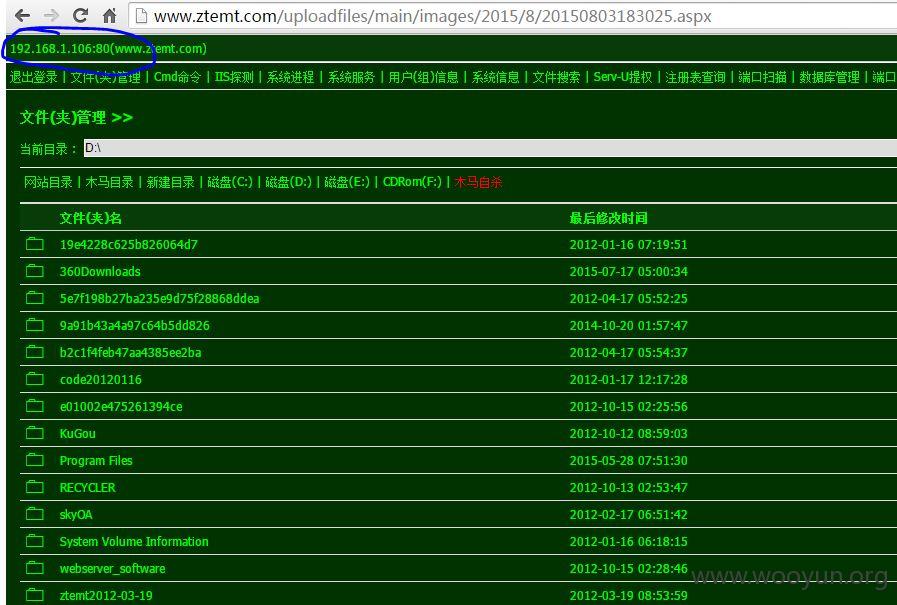 www.ztemt.com/uploadfiles/main/images/2015/8/20150803183025.aspx
192.168.1.106:80(www.ztemt.com)
退出登录 | 文件(夹)管理 | Cmd命令 | IIS探测 | 系统进程 | 系统服务 | 用户(组)信息 | 系统信息 | 文件搜索 | Serv-U提权 | 注册表查询 | 端口扫描 | 数据库管理 | 端口
文件(夹)管理 >>
当前目录： D:\
网站目录 | 木马目录 | 新建目录 | 磁盘(C:) | 磁盘(D:) | 磁盘(E:) | CDRom(F:) | 木马自杀
文件(夹)名 最后修改时间
19e4228c625b826064d7 2012-01-16 07:19:51
360Downloads 2015-07-17 05:00:34
5e7f198b27ba235e9d75f28868ddea 2012-04-17 05:52:25
9a91b43a4a97c64b5dd826 2014-10-20 01:57:47
b2c1f4feb47aa4385ee2ba 2012-04-17 05:54:37
code20120116 2012-01-17 12:17:28
e01002e475261394ce 2012-10-15 02:25:56
KuGou 2012-10-12 08:59:03
Program Files 2015-05-28 07:51:30
RECYCLER 2012-10-13 02:53:47
skyOA 2012-02-17 06:51:42
System Volume Information 2012-01-16 06:18:15
webserver_software 2012-10-15 02:28:46
www.wooyun.org
ztemt2012-03-19 2012-03-19 08:53:59